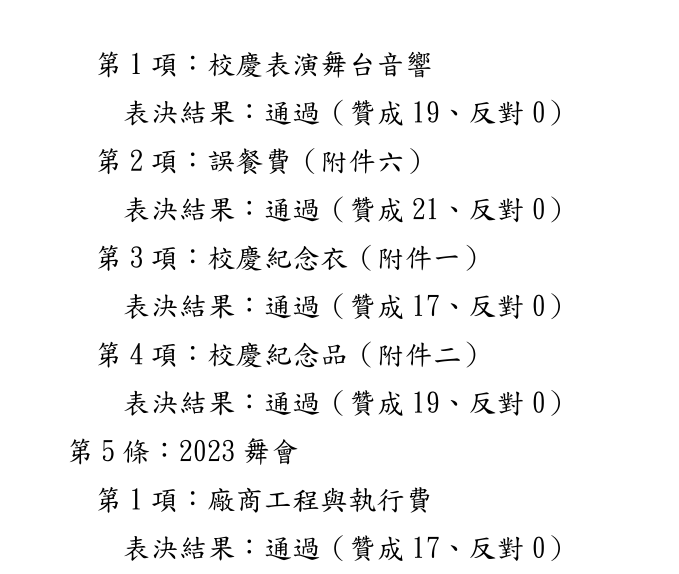 第 1 項：校慶表演舞台音響
表決結果：通過（贊成 19、反對 0）
第 2 項：誤餐費（附件六）
表決結果：通過（贊成 21、反對 0）
第 3 項：校慶紀念衣（附件一）
表決結果：通過（贊成 17、反對 0）
第 4 項：校慶紀念品（附件二）
表決結果：通過（贊成 19、反對 0）
第 5 條：2023 舞會
第 1 項：廠商工程與執行費
表決結果：通過（贊成 17、反對 0）